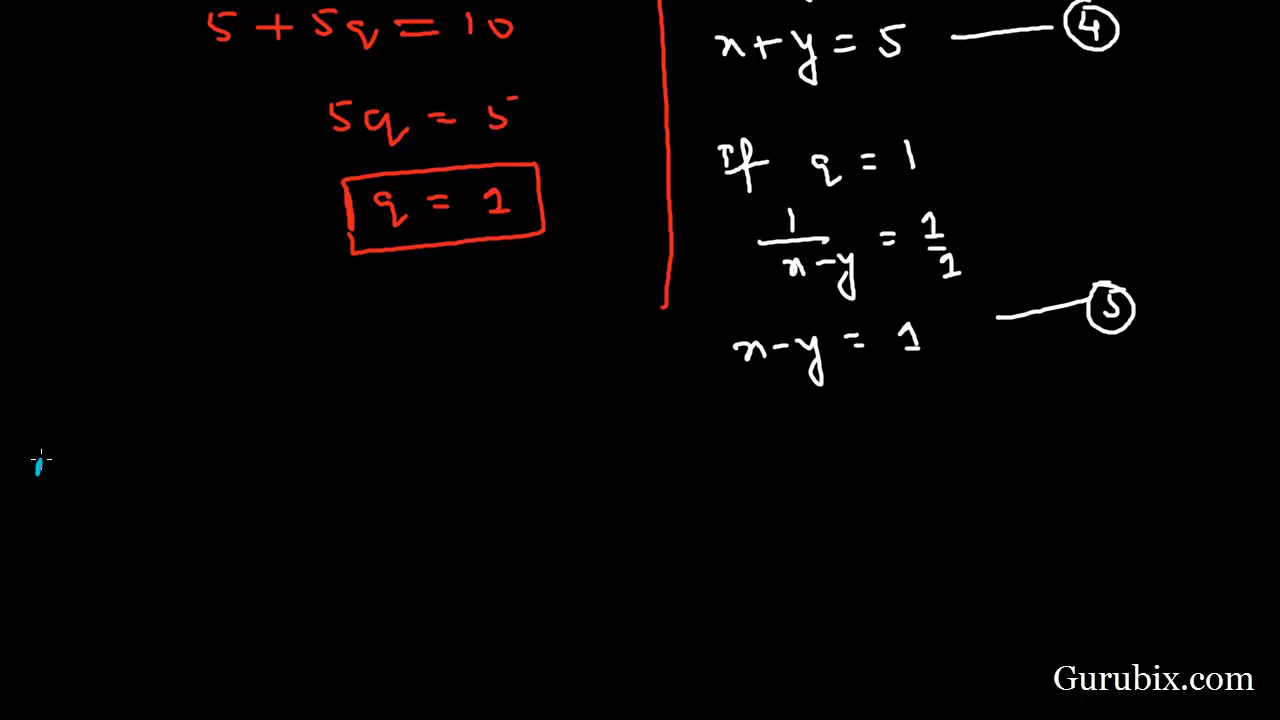 5 + 5q = 10
5q = 5
q = 1
x + y = 5 —— ④
If q = 1
1/(x-y) = 1/1
x - y = 1 —— ⑤
Gurubix.com